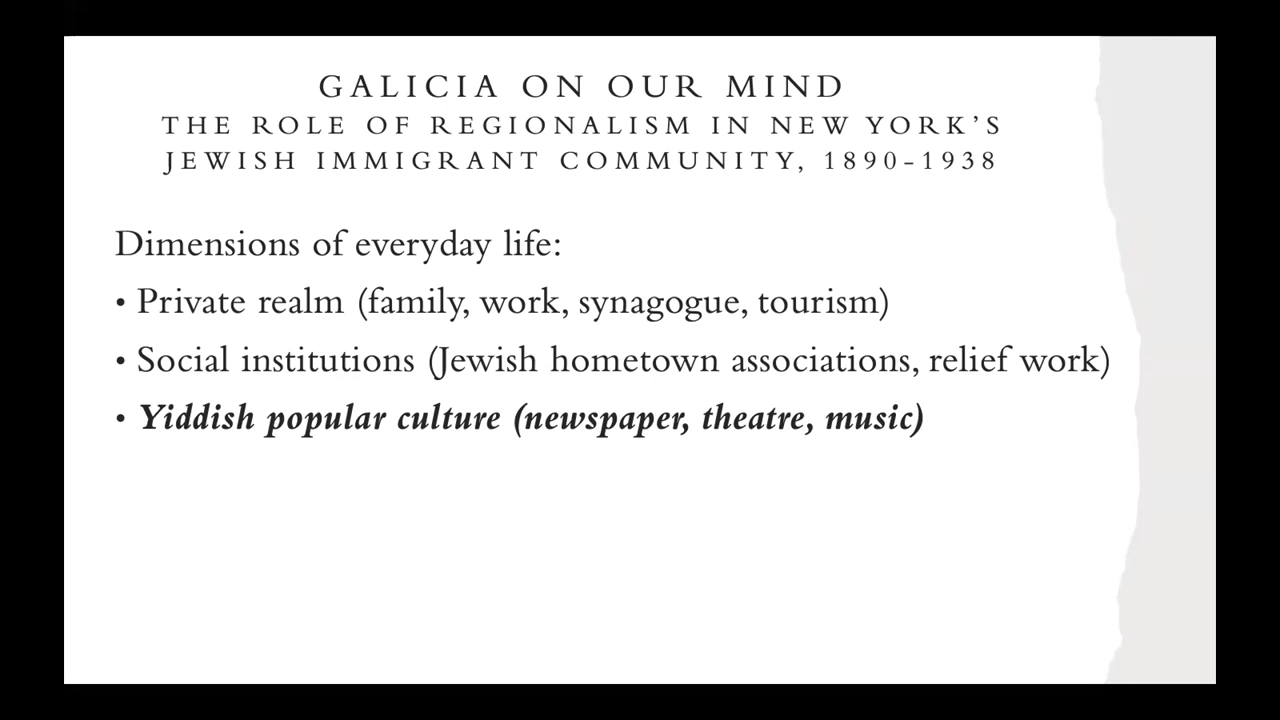 GALICIA ON OUR MIND
THE ROLE OF REGIONALISM IN NEW YORK’S
JEWISH IMMIGRANT COMMUNITY, 1890-1938
Dimensions of everyday life:
• Private realm (family, work, synagogue, tourism)
• Social institutions (Jewish hometown associations, relief work)
• Yiddish popular culture (newspaper, theatre, music)